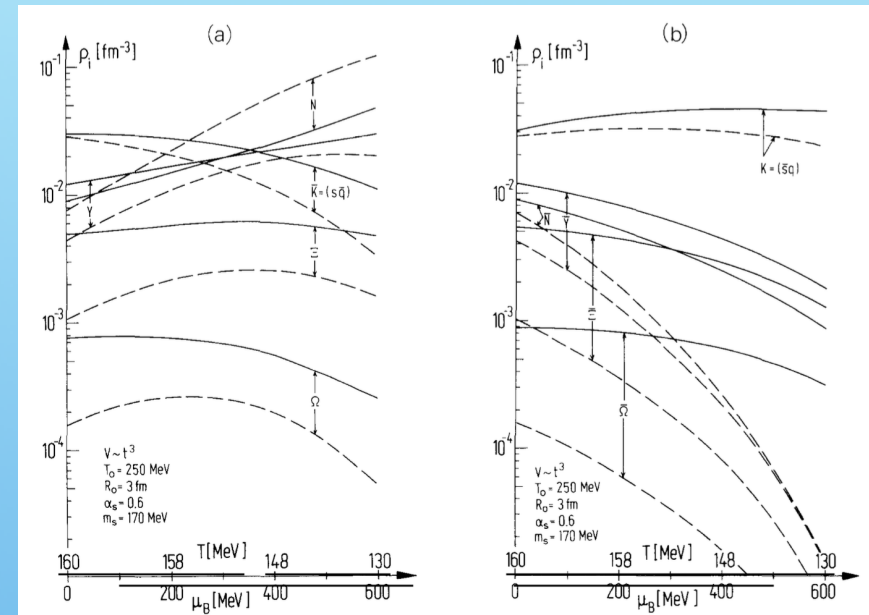 (a)
ρi [fm-3]
10-1
N
10-2
Y
K̄=(sq̄)
Ξ
10-3
Ω
10-4
V~t3
T0 = 250 MeV
R0 = 3 fm
αs = 0.6
ms = 170 MeV
T[MeV]
160 158 148 130
0 200 400 600
μB [MeV]
(b)
ρi [fm-3]
10-1
K=(s̄q)
10-2
N̄ Ȳ
10-3
Ξ̄
Ω̄
10-4
V~t3
T0 = 250 MeV
R0 = 3 fm
αs = 0.6
ms = 170 MeV
T[MeV]
160 158 148 130
0 200 400 600
μB [MeV]